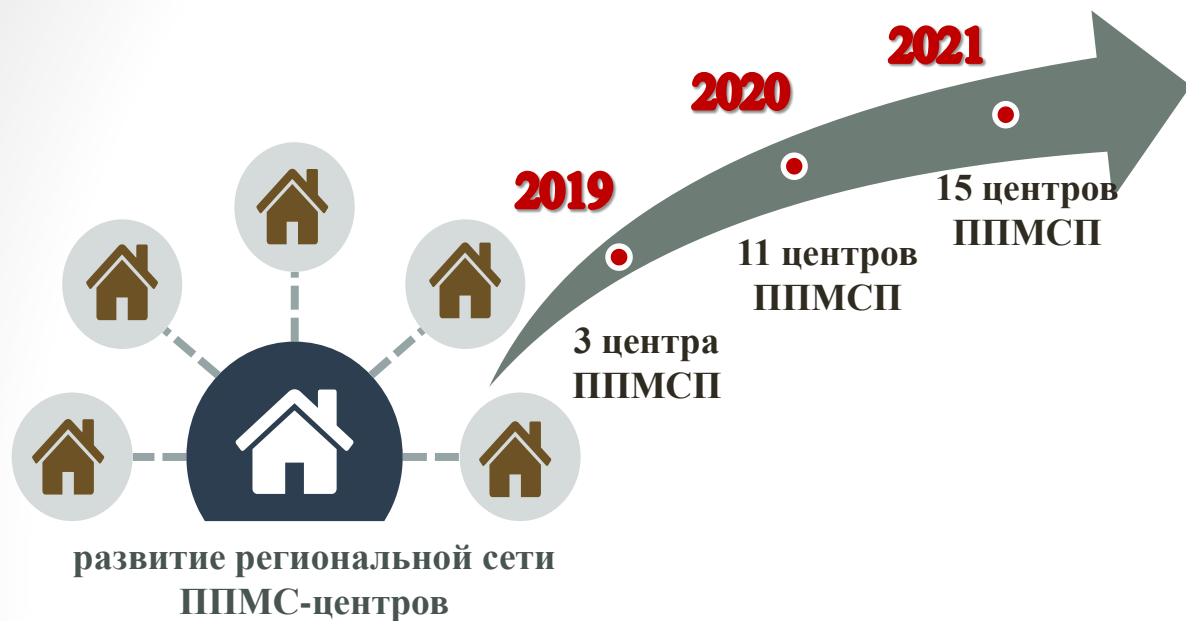 2019
3 центра
ППМСП
2020
11 центров
ППМСП
2021
15 центров
ППМСП
развитие региональной сети
ППМС-центров